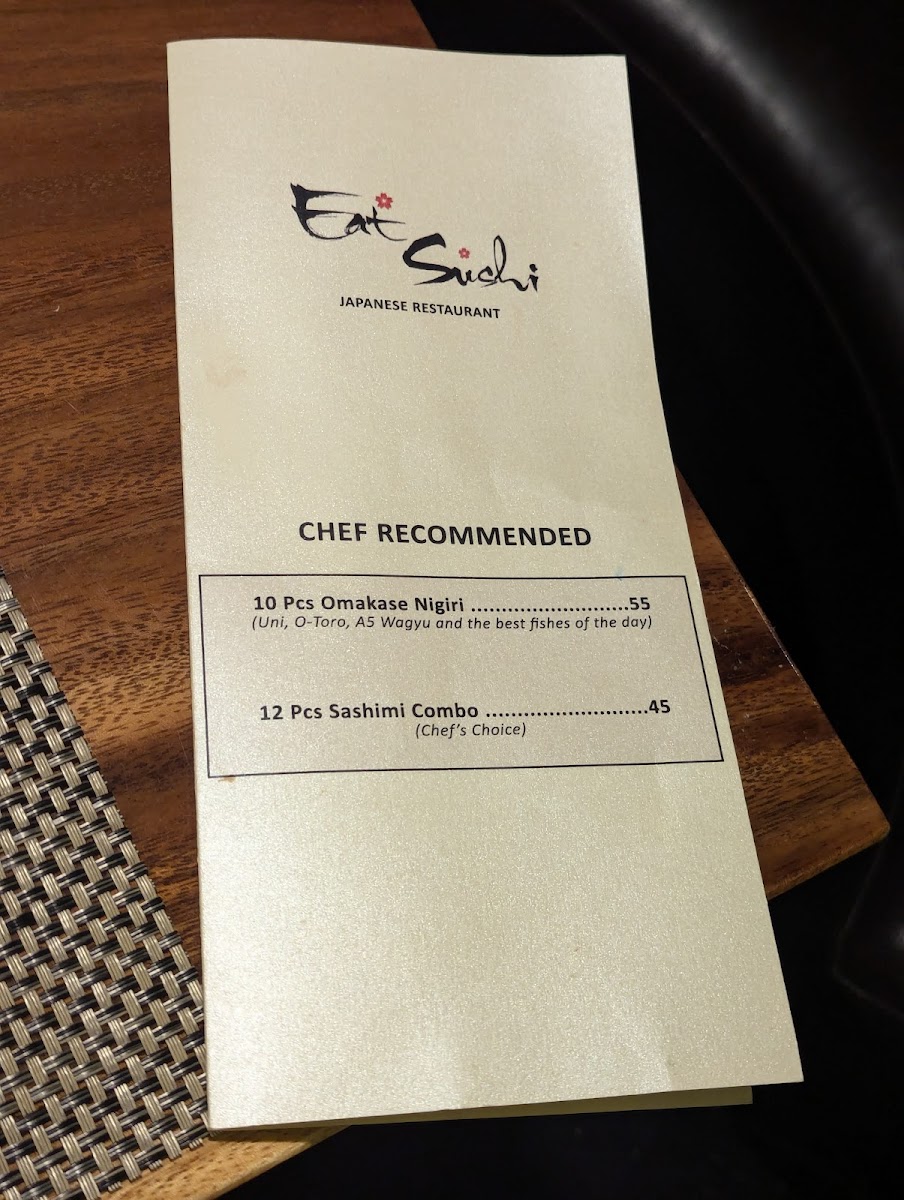 Eat
Sushi
JAPANESE RESTAURANT
CHEF RECOMMENDED
10 Pcs Omakase Nigiri ..........................55
(Uni, O-Toro, A5 Wagyu and the best fishes of the day)
12 Pcs Sashimi Combo ..........................45
(Chef's Choice)